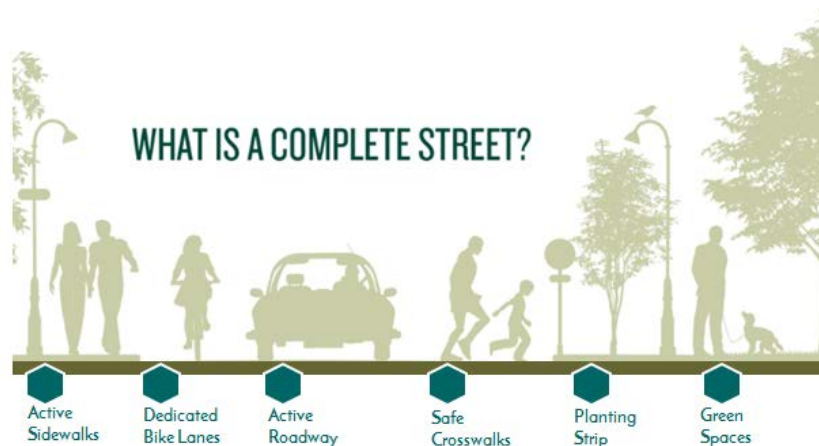 WHAT IS A COMPLETE STREET?
Active
Sidewalks
Dedicated
Bike Lanes
Active
Roadway
Safe
Crosswalks
Planting
Strip
Green
Spaces